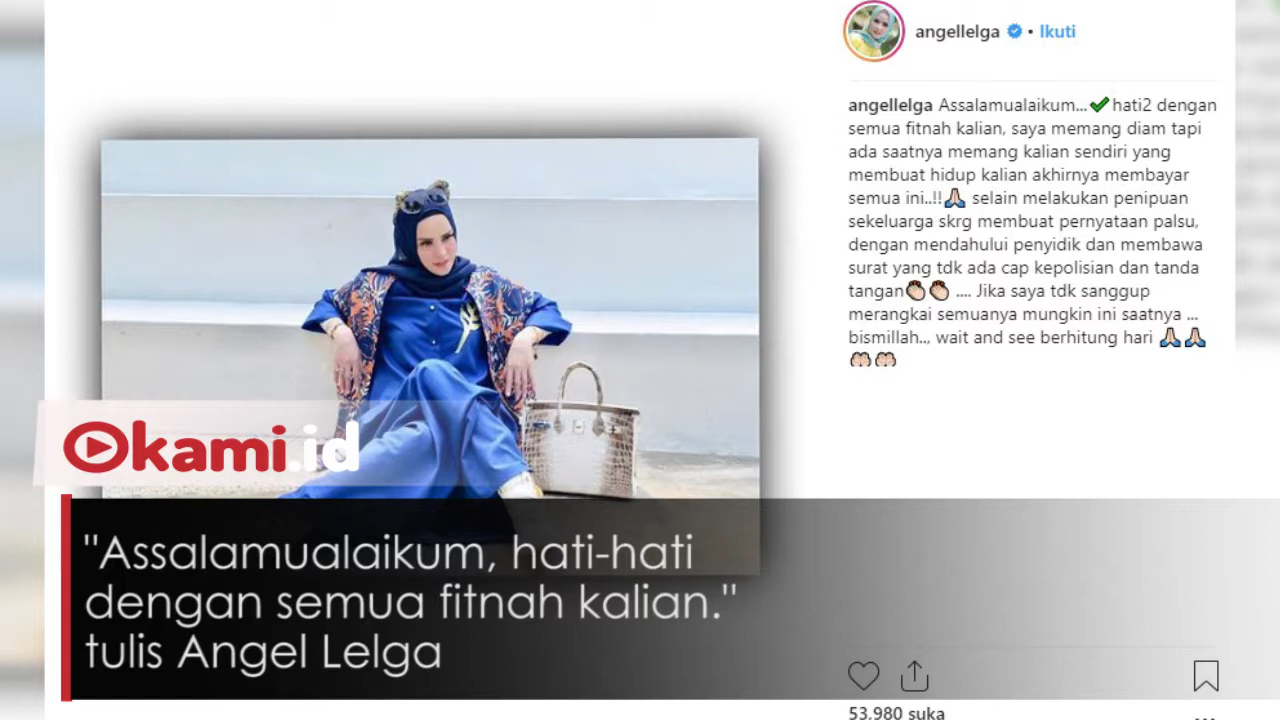 angellelga • Ikuti
angellelga Assalamualaikum...✔hati2 dengan
semua fitnah kalian, saya memang diam tapi
ada saatnya memang kalian sendiri yang
membuat hidup kalian akhirnya membayar
semua ini..!!🙏 selain melakukan penipuan
sekeluarga skrg membuat pernyataan palsu,
dengan mendahului penyidik dan membawa
surat yang tdk ada cap kepolisian dan tanda
tangan👏👏 .... Jika saya tdk sanggup
merangkai semuanya mungkin ini saatnya ...
bismillah.., wait and see berhitung hari 🙏🙏
🤲🤲
Okami.id
"Assalamualaikum, hati-hati
dengan semua fitnah kalian."
tulis Angel Lelga
53.980 suka